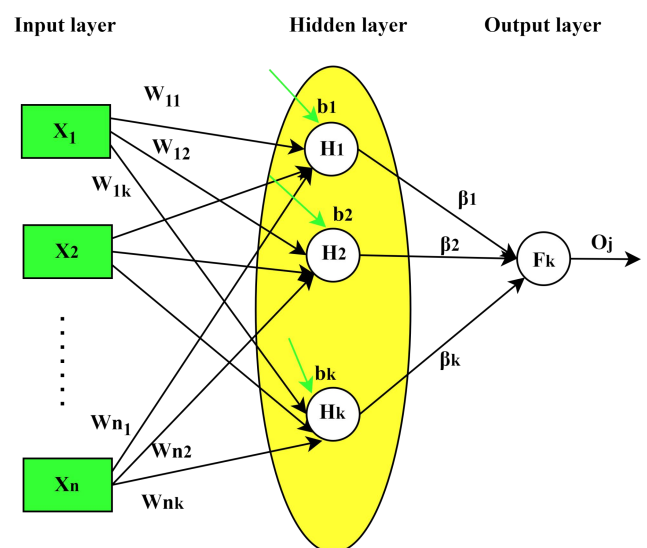 Input layer Hidden layer Output layer
W11
b1
X1
H1
W12
W1k
β1
b2
X2
H2
β2
Fk
Oj
bk
βk
Wn1
Hk
Wn2
Xn
Wnk